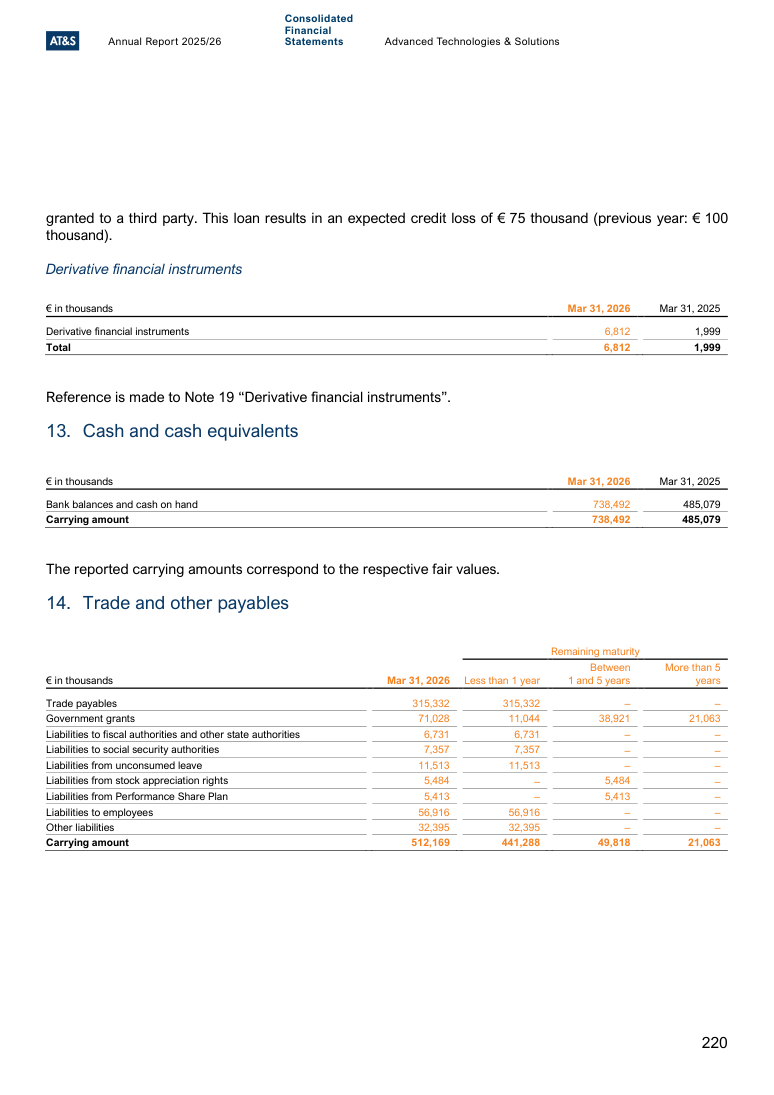 AT&S
Annual Report 2025/26
Consolidated
Financial
Statements
Advanced Technologies & Solutions
granted to a third party. This loan results in an expected credit loss of € 75 thousand (previous year: € 100
thousand).
Derivative financial instruments
€ in thousands Mar 31, 2026 Mar 31, 2025
Derivative financial instruments 6,812 1,999
Total 6,812 1,999
Reference is made to Note 19 “Derivative financial instruments”.
13. Cash and cash equivalents
€ in thousands Mar 31, 2026 Mar 31, 2025
Bank balances and cash on hand 738,492 485,079
Carrying amount 738,492 485,079
The reported carrying amounts correspond to the respective fair values.
14. Trade and other payables
Remaining maturity
Between More than 5
€ in thousands Mar 31, 2026 Less than 1 year 1 and 5 years years
Trade payables 315,332 315,332 – –
Government grants 71,028 11,044 38,921 21,063
Liabilities to fiscal authorities and other state authorities 6,731 6,731 – –
Liabilities to social security authorities 7,357 7,357 – –
Liabilities from unconsumed leave 11,513 11,513 – –
Liabilities from stock appreciation rights 5,484 – 5,484 –
Liabilities from Performance Share Plan 5,413 – 5,413 –
Liabilities to employees 56,916 56,916 – –
Other liabilities 32,395 32,395 – –
Carrying amount 512,169 441,288 49,818 21,063
220